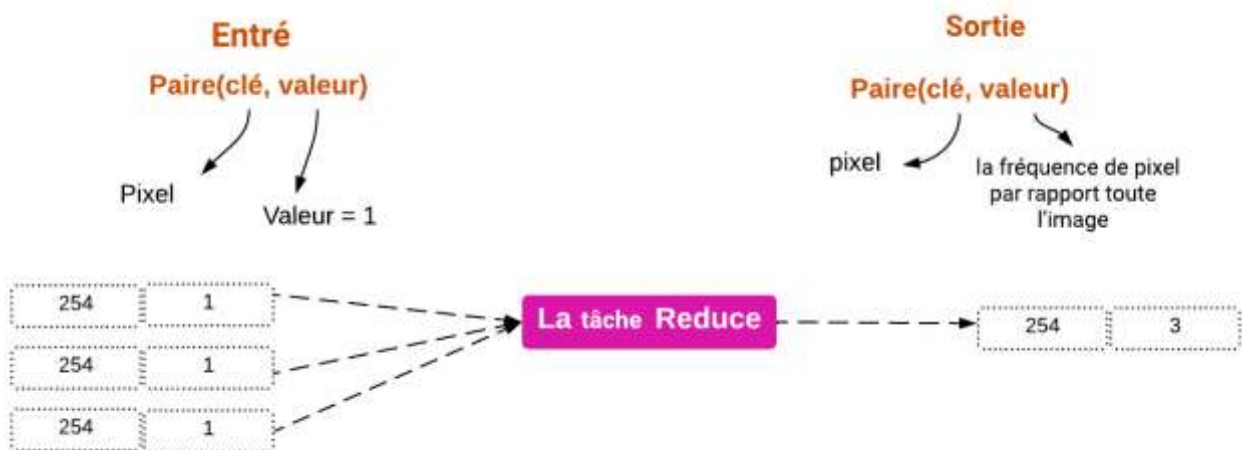 Entré
Paire(clé, valeur)
Pixel
Valeur = 1
Sortie
Paire(clé, valeur)
pixel
la fréquence de pixel
par rapport toute
l'image
254 1
254 1
254 1
La tâche Reduce
254 3